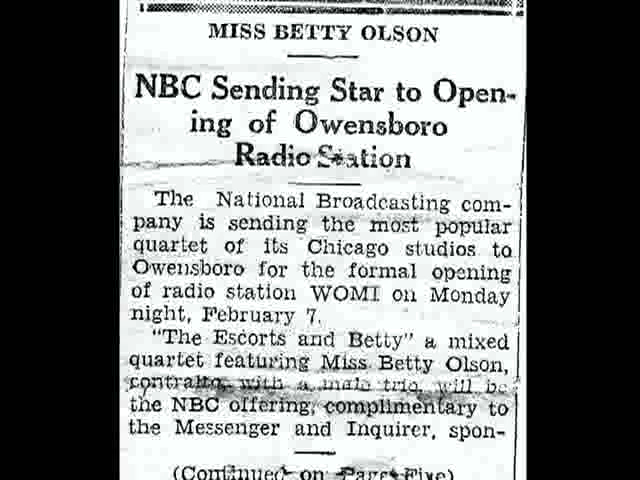 MISS BETTY OLSON
NBC Sending Star to Open-
ing of Owensboro
Radio Station
The National Broadcasting com-
pany is sending the most popular
quartet of its Chicago studios to
Owensboro for the formal opening
of radio station WOMI on Monday
night, February 7.
"The Escorts and Betty" a mixed
quartet featuring Miss Betty Olson,
contralto, with a male trio, will be
the NBC offering, complimentary to
the Messenger and Inquirer, spon-
(Continued on Page Five)